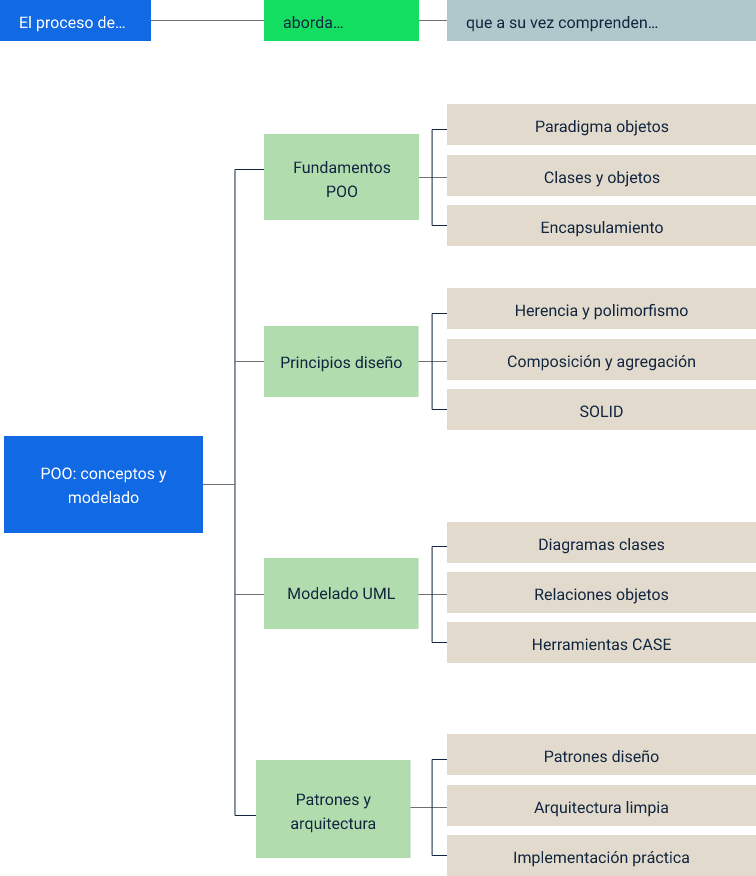 El proceso de...
aborda...
que a su vez comprenden...
Fundamentos
POO
Paradigma objetos
Clases y objetos
Encapsulamiento
Principios diseño
Herencia y polimorfismo
Composición y agregación
SOLID
POO: conceptos y
modelado
Modelado UML
Diagramas clases
Relaciones objetos
Herramientas CASE
Patrones y
arquitectura
Patrones diseño
Arquitectura limpia
Implementación práctica